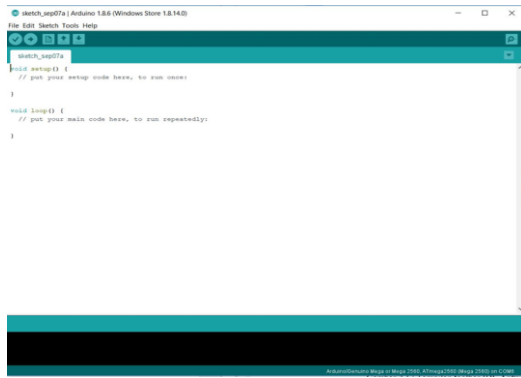 sketch_sep07a | Arduino 1.8.6 (Windows Store 1.8.14.0)
File Edit Sketch Tools Help
sketch_sep07a
void setup() {
// put your setup code here, to run once:
}
void loop() {
// put your main code here, to run repeatedly:
}
Arduino/Genuino Mega or Mega 2560, ATmega2560 (Mega 2560) on COM6